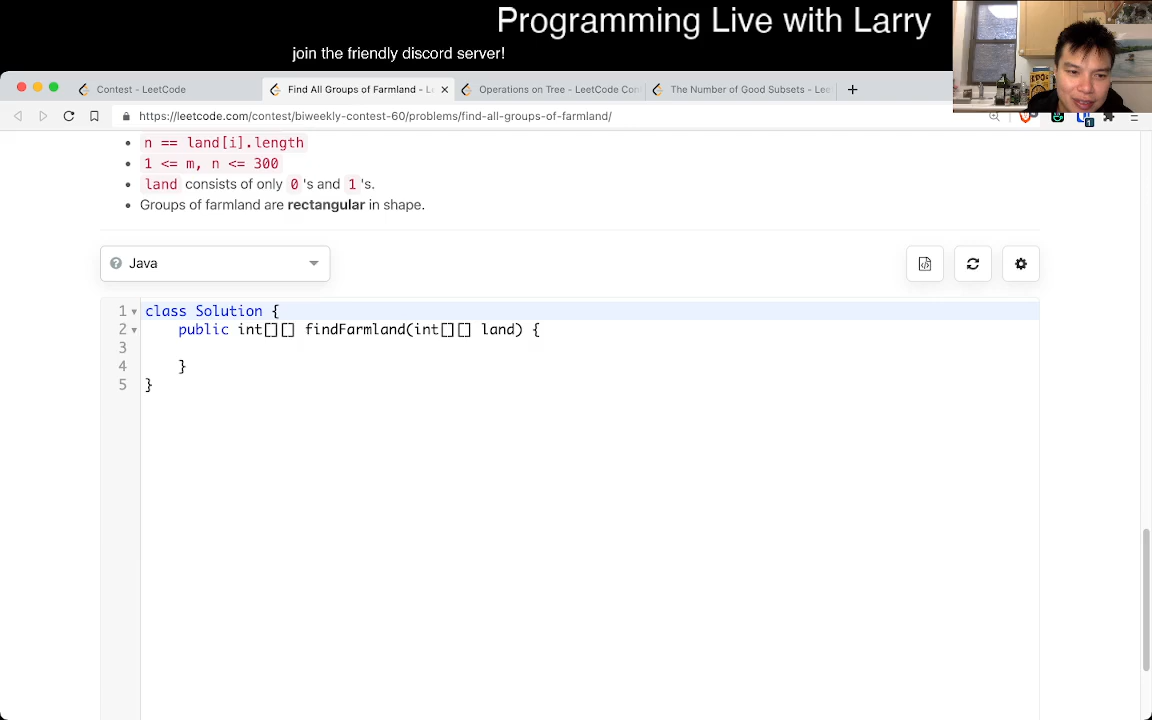 Programming Live with Larry
join the friendly discord server!
Contest - LeetCode
Find All Groups of Farmland - L
Operations on Tree - LeetCode Con
The Number of Good Subsets - Lee
https://leetcode.com/contest/biweekly-contest-60/problems/find-all-groups-of-farmland/
1
n == land[i].length
1 <= m, n <= 300
land consists of only 0's and 1's.
Groups of farmland are rectangular in shape.
Java
1 class Solution {
2 public int[][] findFarmland(int[][] land) {
3
4 }
5 }